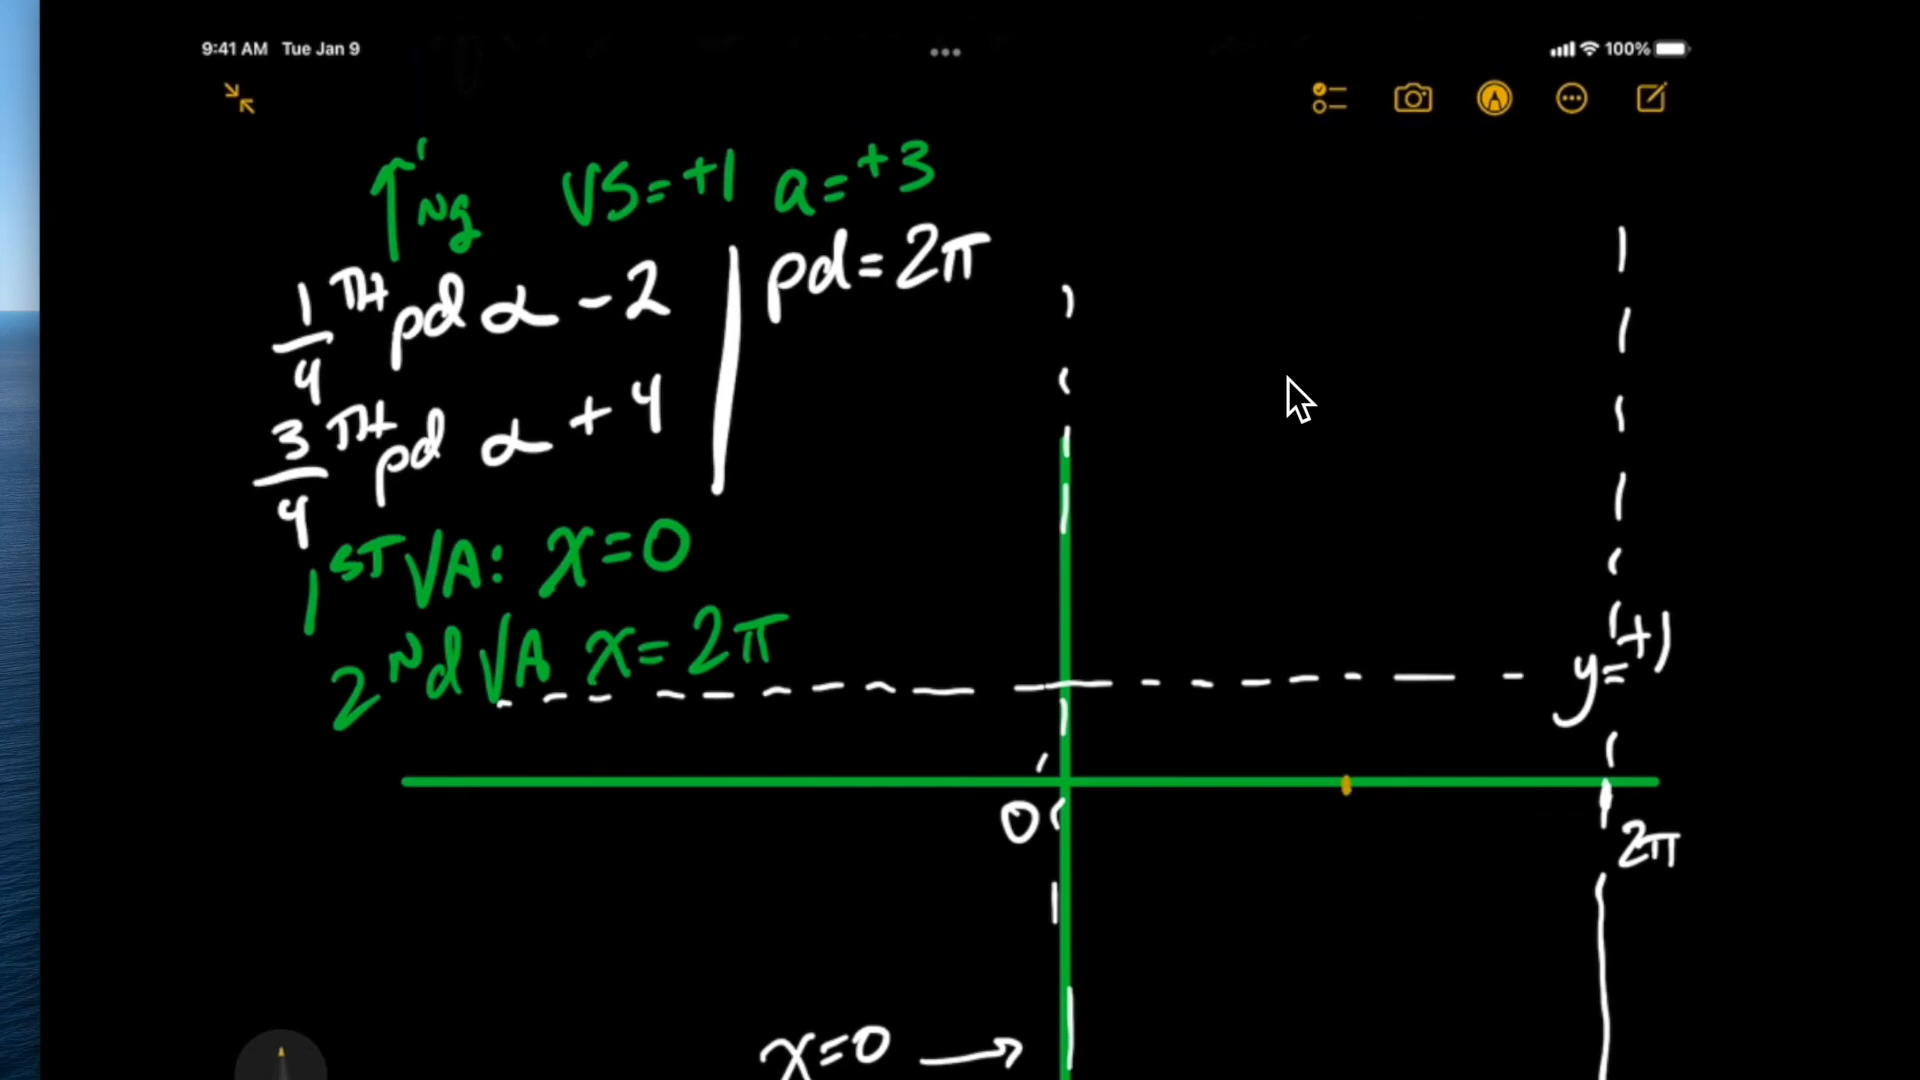 9:41 AM Tue Jan 9
100%
Ng VS=+1 a=+3
1/4 TH pd α -2 pd=2π
3/4 TH pd α +4
1ST VA: x=0
2Nd VA x=2π
y=+1
0
2π
x=0 →